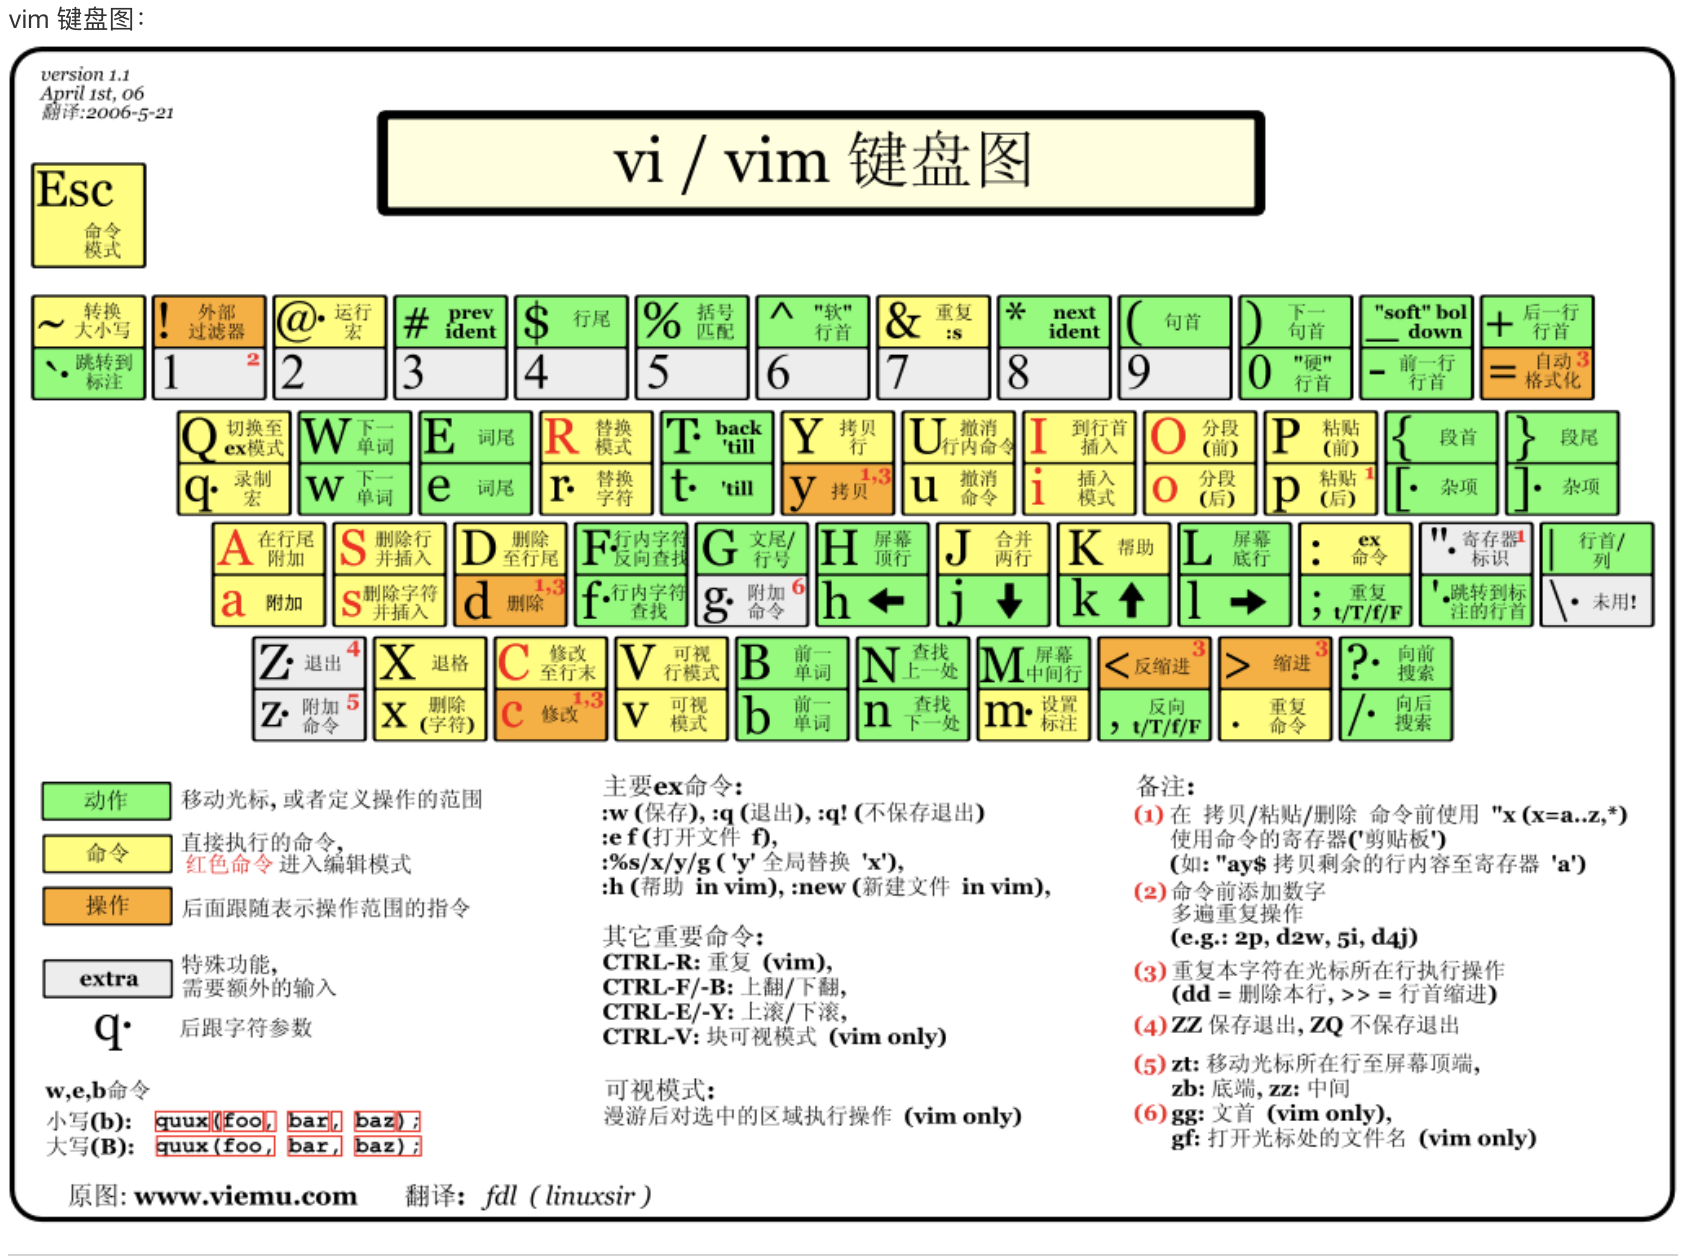 vim 键盘图：
version 1.1
April 1st, 06
翻译:2006-5-21
vi / vim 键盘图
Esc
命令
模式
~ 转换
大小写
! 外部
过滤器
@· 运行
宏
# prev
ident
$ 行尾
% 括号
匹配
^ "软"
行首
& 重复
:s
* next
ident
( 句首
) 下一
句首
"soft" bol
_ down
+ 后一行
行首
`· 跳转到
标注
1 2
2
3
4
5
6
7
8
9
0 "硬"
行首
- 前一行
行首
= 自动 3
格式化
Q 切换至
ex模式
W 下一
单词
E 词尾
R 替换
模式
T· back
'till
Y 拷贝
行
U 撤消
行内命令
I 到行首
插入
O 分段
(前)
P 粘贴
(前)
{ 段首
} 段尾
q· 录制
宏
w 下一
单词
e 词尾
r· 替换
字符
t· 'till
y 拷贝 1,3
u 撤消
命令
i 插入
模式
o 分段
(后)
p 粘贴 1
(后)
[· 杂项
]· 杂项
A 在行尾
附加
S 删除行
并插入
D 删除
至行尾
F· 行内字符
反向查找
G 文尾/
行号
H 屏幕
顶行
J 合并
两行
K 帮助
L 屏幕
底行
: ex
命令
"· 寄存器 1
标识
| 行首/
列
a 附加
s 删除字符
并插入
d 删除 1,3
f· 行内字符
查找
g· 附加 6
命令
h ←
j ↓
k ↑
l →
; 重复
t/T/f/F
'· 跳转到标
注的行首
\· 未用!
Z· 退出 4
X 退格
C 修改
至行末
V 可视
行模式
B 前一
单词
N 查找
上一处
M 屏幕
中间行
< 反缩进 3
> 缩进 3
?· 向前
搜索
z· 附加 5
命令
x 删除
(字符)
c 修改 1,3
v 可视
模式
b 前一
单词
n 查找
下一处
m· 设置
标注
, 反向
t/T/f/F
. 重复
命令
/· 向后
搜索
动作 移动光标, 或者定义操作的范围
命令 直接执行的命令,
红色命令 进入编辑模式
操作 后面跟随表示操作范围的指令
extra 特殊功能,
需要额外的输入
q· 后跟字符参数
w,e,b命令
小写(b): quux(foo, bar, baz);
大写(B): quux(foo, bar, baz);
原图: www.viemu.com 翻译: fdl ( linuxsir )
主要ex命令:
:w (保存), :q (退出), :q! (不保存退出)
:e f (打开文件 f),
:%s/x/y/g ( 'y' 全局替换 'x'),
:h (帮助 in vim), :new (新建文件 in vim),
其它重要命令:
CTRL-R: 重复 (vim),
CTRL-F/-B: 上翻/下翻,
CTRL-E/-Y: 上滚/下滚,
CTRL-V: 块可视模式 (vim only)
可视模式:
漫游后对选中的区域执行操作 (vim only)
备注:
(1) 在 拷贝/粘贴/删除 命令前使用 "x (x=a..z,*)
使用命令的寄存器('剪贴板')
(如: "ay$ 拷贝剩余的行内容至寄存器 'a')
(2) 命令前添加数字
多遍重复操作
(e.g.: 2p, d2w, 5i, d4j)
(3) 重复本字符在光标所在行执行操作
(dd = 删除本行, >> = 行首缩进)
(4) ZZ 保存退出, ZQ 不保存退出
(5) zt: 移动光标所在行至屏幕顶端,
zb: 底端, zz: 中间
(6) gg: 文首 (vim only),
gf: 打开光标处的文件名 (vim only)